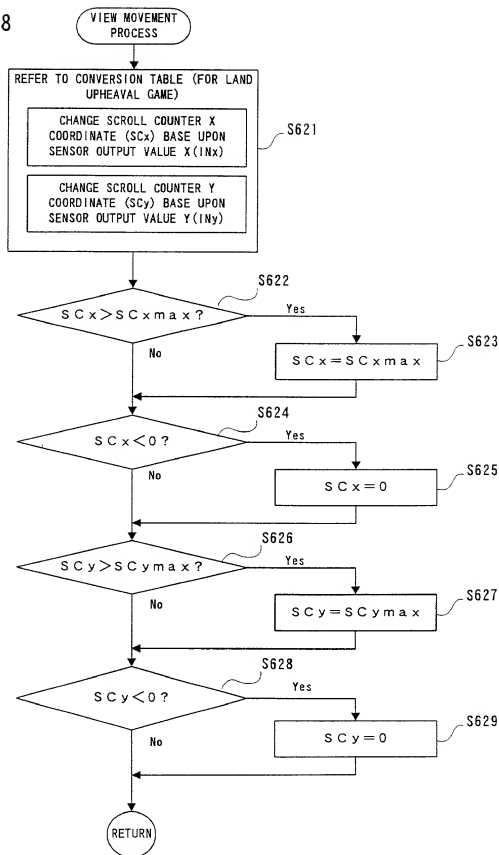 8
VIEW MOVEMENT
PROCESS
REFER TO CONVERSION TABLE (FOR LAND
UPHEAVAL GAME)
CHANGE SCROLL COUNTER X
COORDINATE (SCx) BASE UPON
SENSOR OUTPUT VALUE X(INx)
S621
CHANGE SCROLL COUNTER Y
COORDINATE (SCy) BASE UPON
SENSOR OUTPUT VALUE Y(INy)
S622
SCx>SCxmax?
Yes
No
S623
SCx=SCxmax
S624
SCx<0?
Yes
No
S625
SCx=0
S626
SCy>SCymax?
Yes
No
S627
SCy=SCymax
S628
SCy<0?
Yes
No
S629
SCy=0
RETURN